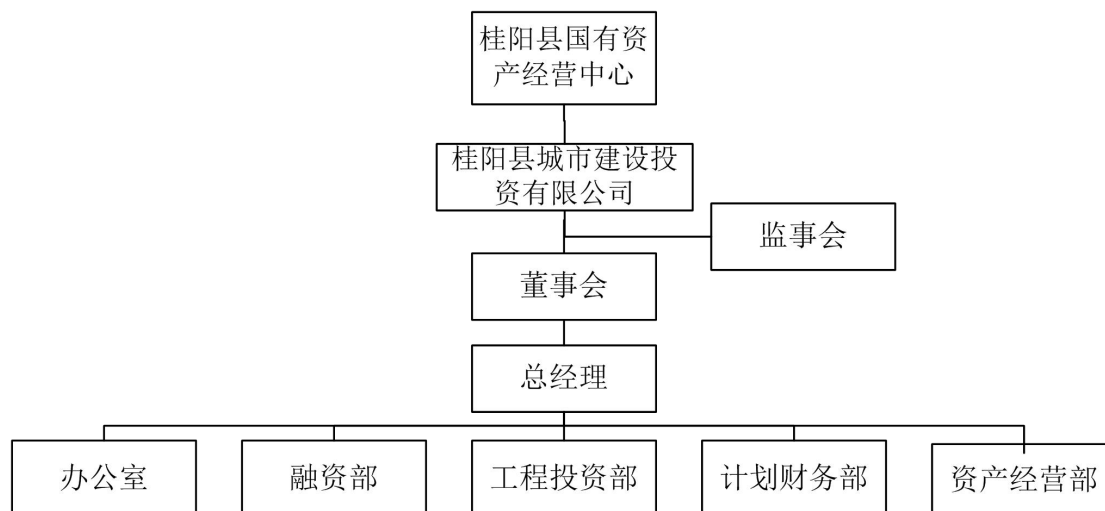 桂阳县国有资
产经营中心
桂阳县城市建设投
资有限公司
监事会
董事会
总经理
办公室
融资部
工程投资部
计划财务部
资产经营部